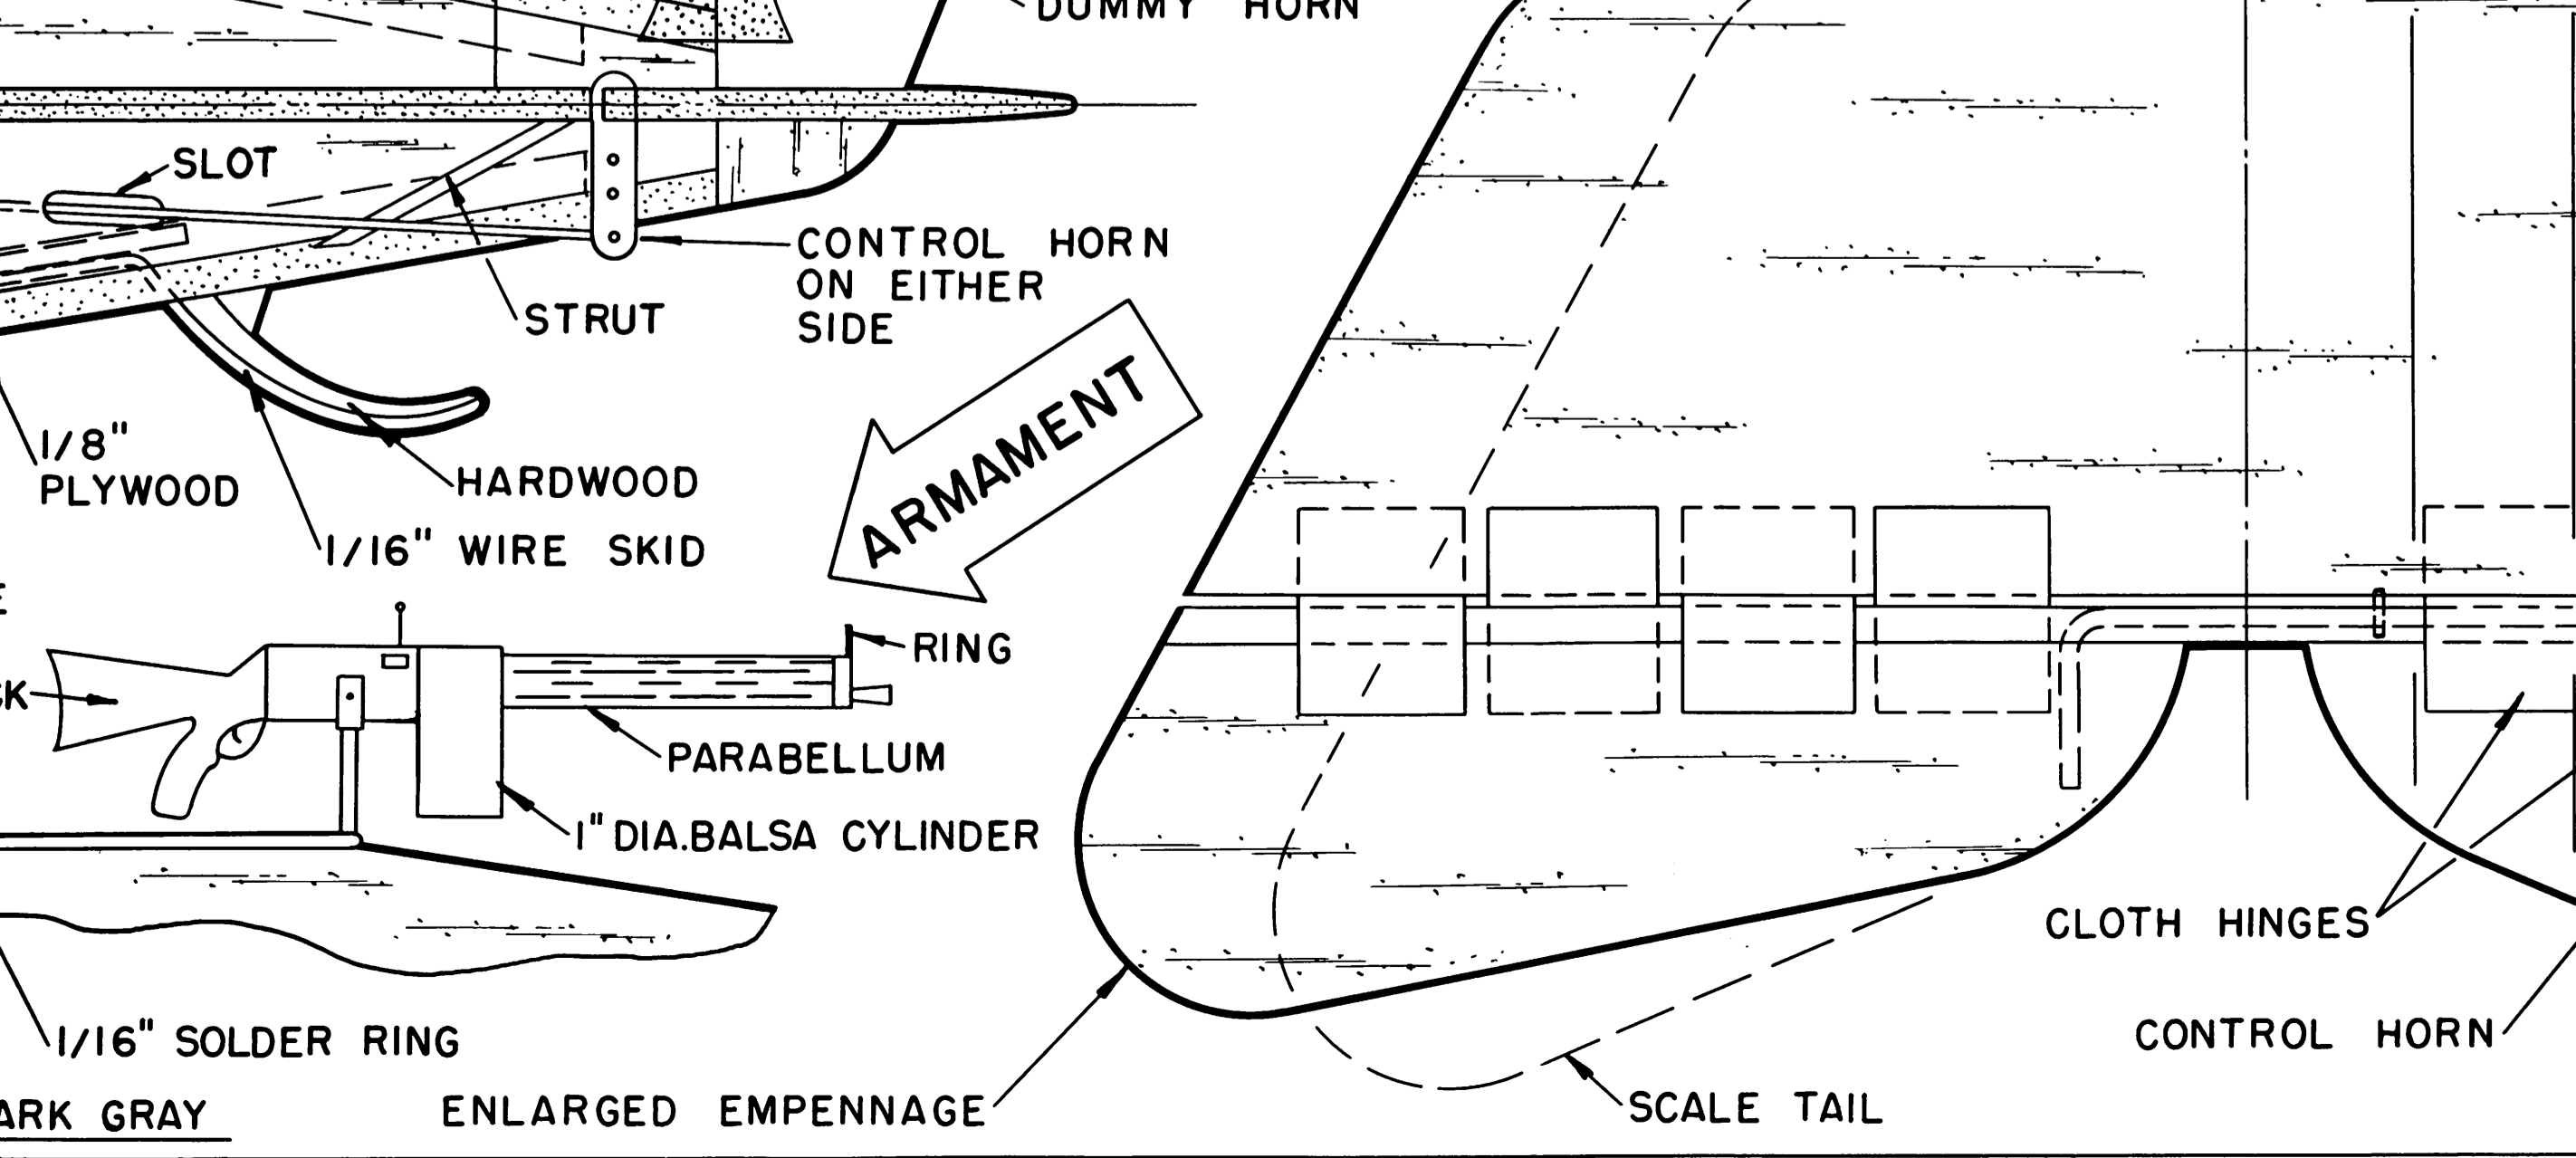 DUMMY HORN
SLOT
CONTROL HORN
ON EITHER
SIDE
STRUT
ARMAMENT
1/8"
PLYWOOD
HARDWOOD
1/16" WIRE SKID
RING
PARABELLUM
1" DIA.BALSA CYLINDER
CLOTH HINGES
CONTROL HORN
1/16" SOLDER RING
GRAY
ENLARGED EMPENNAGE
SCALE TAIL